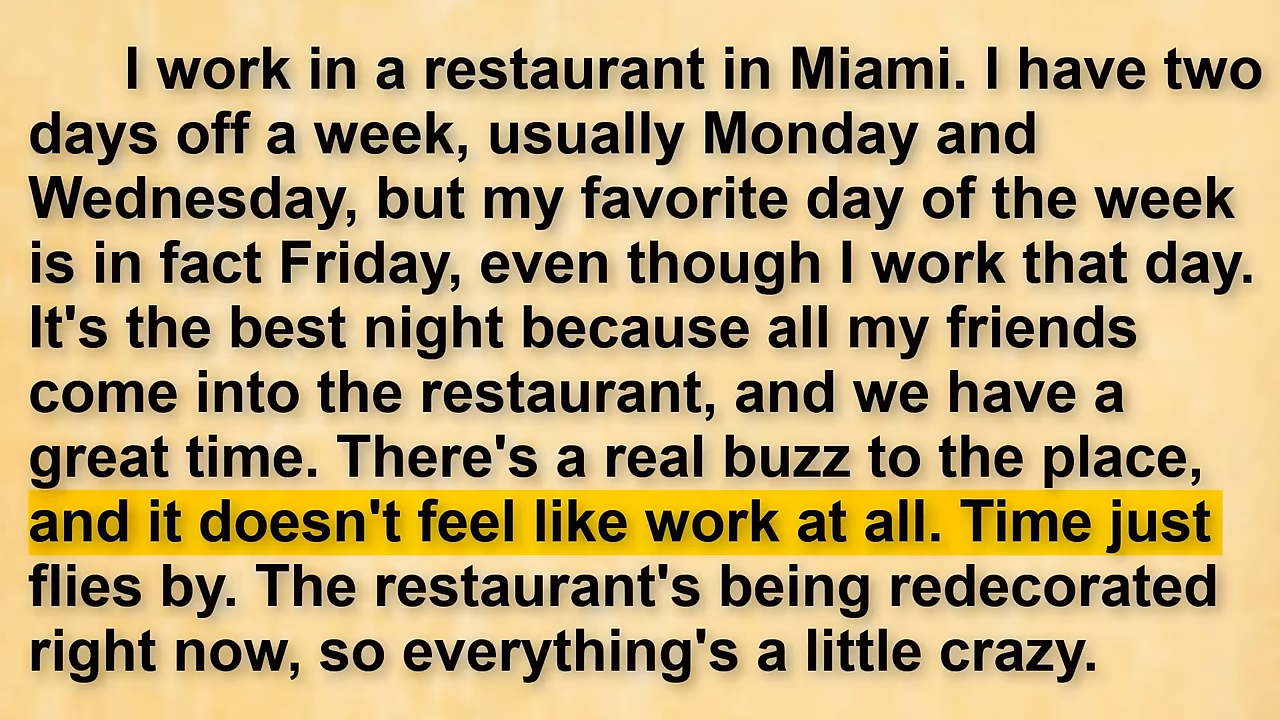 I work in a restaurant in Miami. I have two
days off a week, usually Monday and
Wednesday, but my favorite day of the week
is in fact Friday, even though I work that day.
It's the best night because all my friends
come into the restaurant, and we have a
great time. There's a real buzz to the place,
and it doesn't feel like work at all. Time just
flies by. The restaurant's being redecorated
right now, so everything's a little crazy.